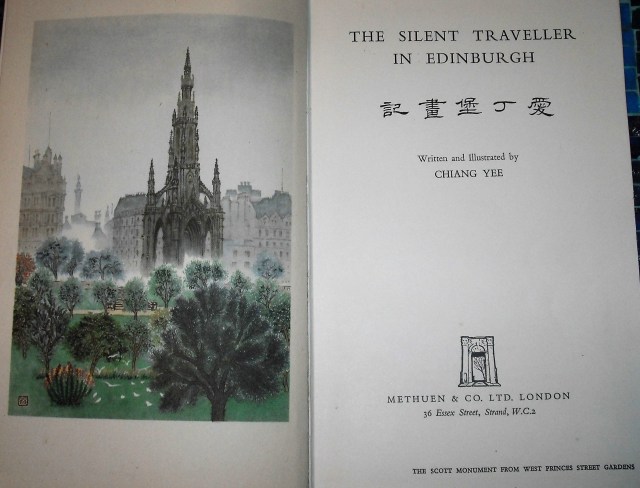 THE SILENT TRAVELLER
IN EDINBURGH
愛丁堡畫記
Written and Illustrated by
CHIANG YEE
METHUEN & CO. LTD. LONDON
36 Essex Street, Strand, W.C.2
THE SCOTT MONUMENT FROM WEST PRINCES STREET GARDENS